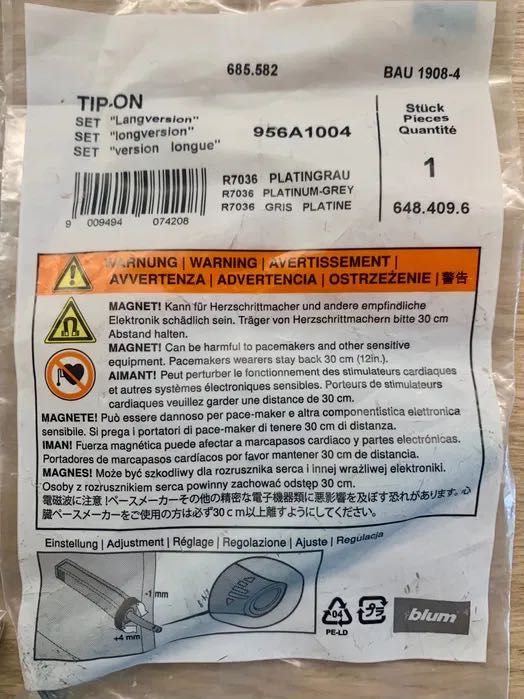 685.582
BAU 1908-4
TIP-ON
SET "Langversion"
SET "longversion"
SET "version longue"
956A1004
Stück
Pieces
Quantité
1
R7036 PLATINGRAU
R7036 PLATINUM-GREY
R7036 GRIS PLATINE
648.409.6
9 009494 074208
WARNUNG | WARNING | AVERTISSEMENT |
AVVERTENZA | ADVERTENCIA | OSTRZEŻENIE | 警告
MAGNET! Kann für Herzschrittmacher und andere empfindliche
Elektronik schädlich sein. Träger von Herzschrittmachern bitte 30 cm
Abstand halten.
MAGNET! Can be harmful to pacemakers and other sensitive
equipment. Pacemakers wearers stay back 30 cm (12in.).
AIMANT! Peut perturber le fonctionnement des stimulateurs cardiaques
et autres systèmes électroniques sensibles. Porteurs de stimulateurs
cardiaques veuillez garder une distance de 30 cm.
MAGNETE! Può essere dannoso per pace-maker e altra componentistica elettronica
sensibile. Si prega i portatori di pace-maker di tenere 30 cm di distanza.
IMAN! Fuerza magnética puede afectar a marcapasos cardiaco y partes electrónicas.
Portadores de marcapasos cardiacos por favor mantener 30 cm de distancia.
MAGNES! Może być szkodliwy dla rozrusznika serca i innej wrażliwej elektroniki.
Osoby z rozrusznikiem serca powinny zachować odstęp 30 cm.
電磁波に注意!ペースメーカーその他の精密な電子機器類に悪影響を及ぼす恐れがあります。心
臓ペースメーカーをご使用の方は必ず30cm以上離すようにしてください。
Einstellung | Adjustment | Réglage | Regolazione | Ajuste | Regulacja
-1 mm
+4 mm
04
PE-LD
プラ
blum